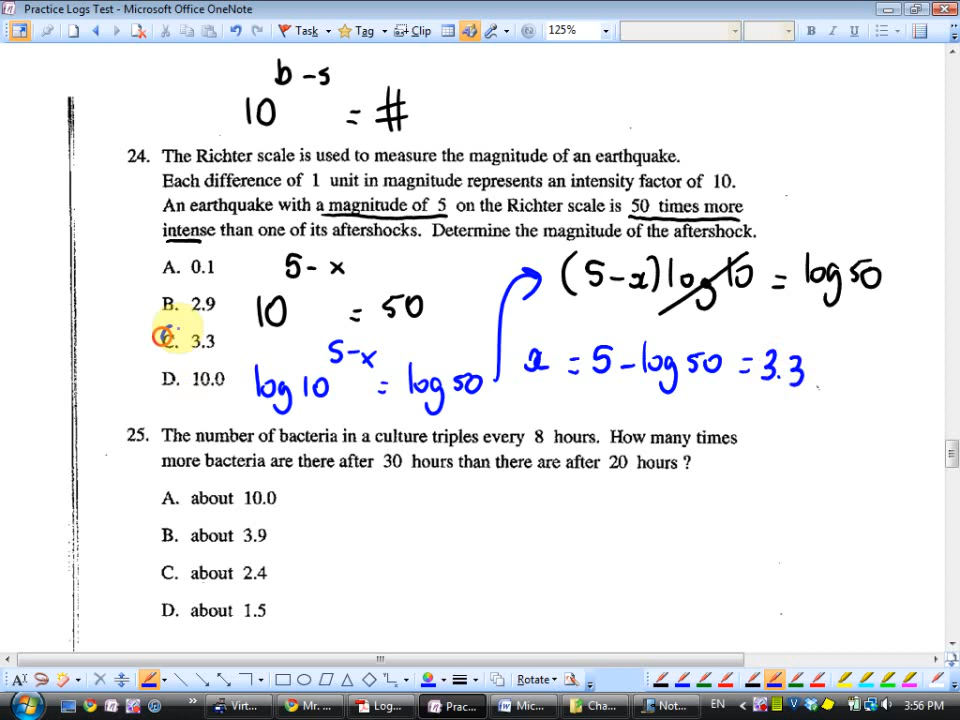 Practice Logs Test - Microsoft Office OneNote
Task Tag Clip 125% B I U
10^(b-s) = #
24. The Richter scale is used to measure the magnitude of an earthquake.
Each difference of 1 unit in magnitude represents an intensity factor of 10.
An earthquake with a magnitude of 5 on the Richter scale is 50 times more
intense than one of its aftershocks. Determine the magnitude of the aftershock.
A. 0.1
B. 2.9
C. 3.3
D. 10.0
10^(5-x) = 50
log 10^(5-x) = log 50
(5-x) log 10 = log 50
x = 5 - log 50 = 3.3
25. The number of bacteria in a culture triples every 8 hours. How many times
more bacteria are there after 30 hours than there are after 20 hours ?
A. about 10.0
B. about 3.9
C. about 2.4
D. about 1.5
Rotate
Virt... Mr. ... Log... Prac... Mic... Cha... Not... EN 3:56 PM